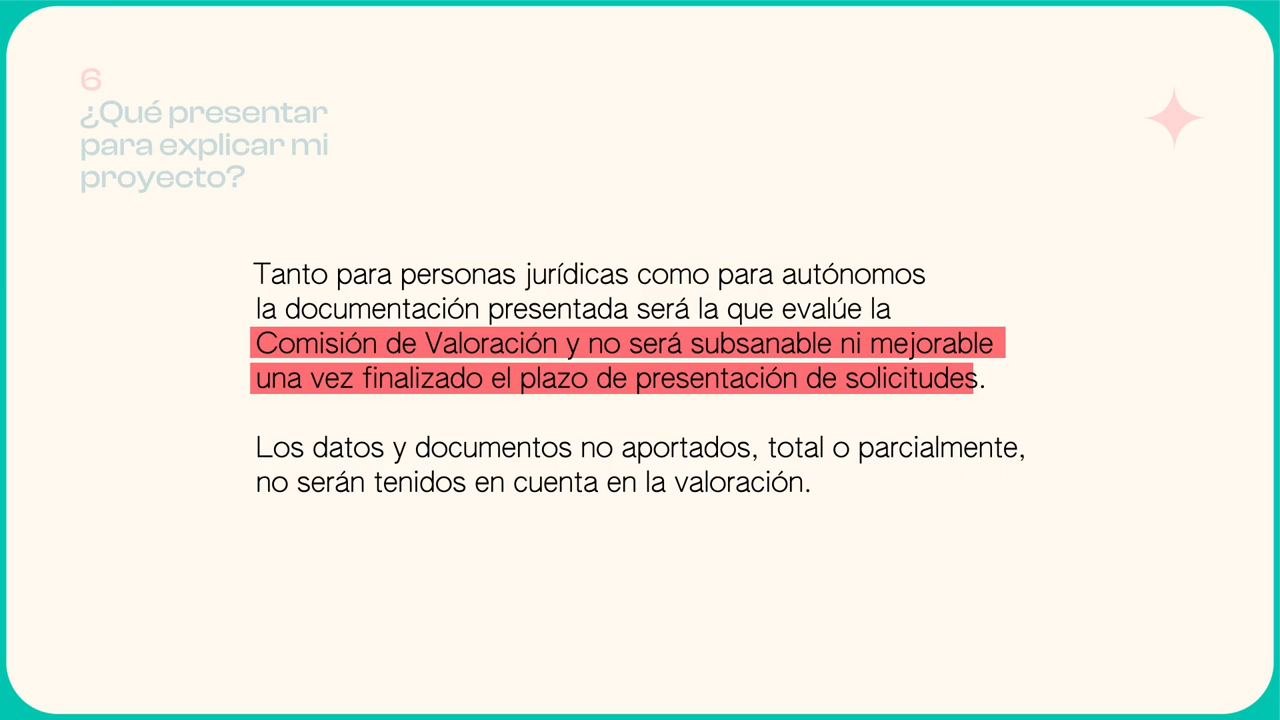 6
¿Qué presentar
para explicar mi
proyecto?
Tanto para personas jurídicas como para autónomos
la documentación presentada será la que evalúe la
Comisión de Valoración y no será subsanable ni mejorable
una vez finalizado el plazo de presentación de solicitudes.
Los datos y documentos no aportados, total o parcialmente,
no serán tenidos en cuenta en la valoración.